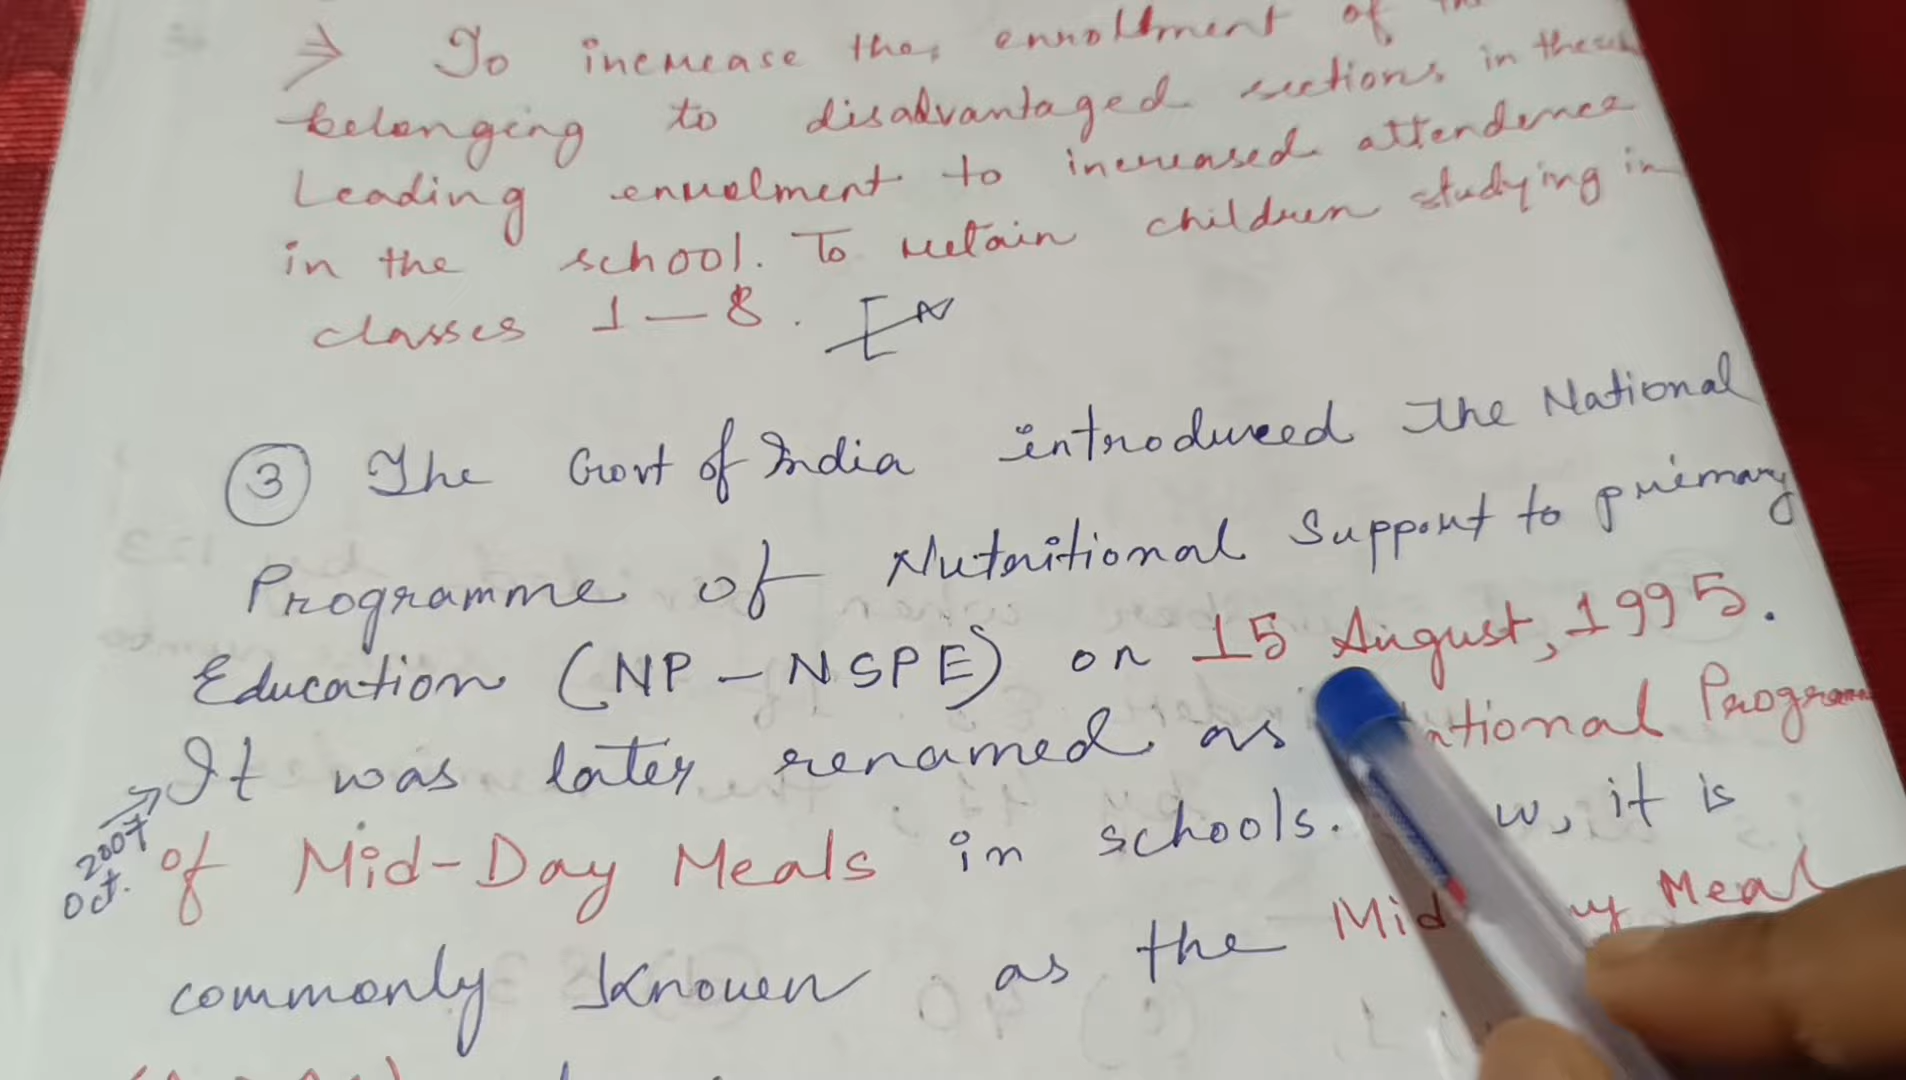 ⇒ To increase the, enrollment of the
belonging to disadvantaged sections, in the
Leading enrolment to increased attendence
in the school. To retain children studying in
classes 1 – 8.
③ The Govt of India introduced the National
Programme of Nutritional Support to primary
Education (NP – NSPE) on 15 August, 1995.
It was later renamed as ational Program
2007
Oct.
of Mid-Day Meals in schools. w, it is
commonly Known as the Mid y Meal